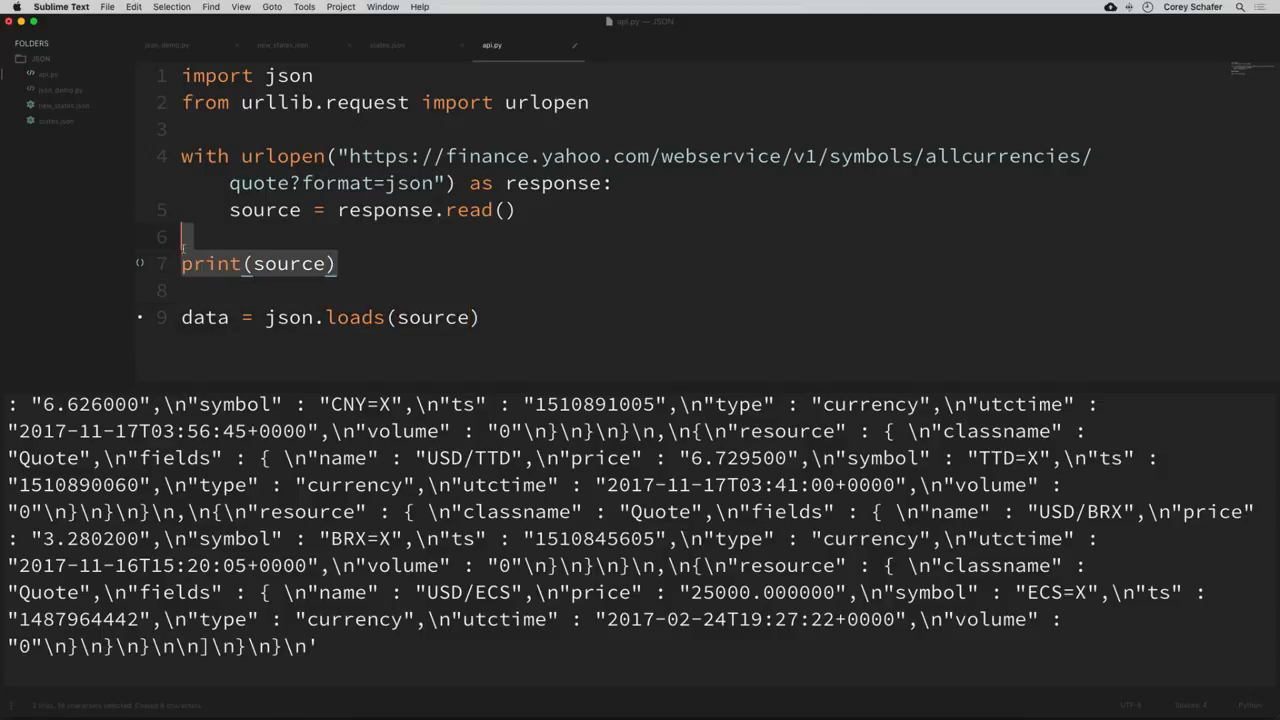 Sublime Text File Edit Selection Find View Goto Tools Project Window Help Corey Schafer
api.py — JSON
FOLDERS
JSON
api.py
json_demo.py
new_states.json
states.json
json_demo.py new_states.json states.json api.py
1 import json
2 from urllib.request import urlopen
3
4 with urlopen("https://finance.yahoo.com/webservice/v1/symbols/allcurrencies/
quote?format=json") as response:
5 source = response.read()
6
7 print(source)
8
9 data = json.loads(source)
: "6.626000",\n"symbol" : "CNY=X",\n"ts" : "1510891005",\n"type" : "currency",\n"utctime" :
"2017-11-17T03:56:45+0000",\n"volume" : "0"\n}\n}\n}\n,\n{\n"resource" : { \n"classname" :
"Quote",\n"fields" : { \n"name" : "USD/TTD",\n"price" : "6.729500",\n"symbol" : "TTD=X",\n"ts" :
"1510890060",\n"type" : "currency",\n"utctime" : "2017-11-17T03:41:00+0000",\n"volume" :
"0"\n}\n}\n}\n,\n{\n"resource" : { \n"classname" : "Quote",\n"fields" : { \n"name" : "USD/BRX",\n"price"
: "3.280200",\n"symbol" : "BRX=X",\n"ts" : "1510845605",\n"type" : "currency",\n"utctime" :
"2017-11-16T15:20:05+0000",\n"volume" : "0"\n}\n}\n}\n,\n{\n"resource" : { \n"classname" :
"Quote",\n"fields" : { \n"name" : "USD/ECS",\n"price" : "25000.000000",\n"symbol" : "ECS=X",\n"ts" :
"1487964442",\n"type" : "currency",\n"utctime" : "2017-02-24T19:27:22+0000",\n"volume" :
"0"\n}\n}\n}\n\n]\n}\n}\n'
2 lines, 14 characters selected UTF-8 Python